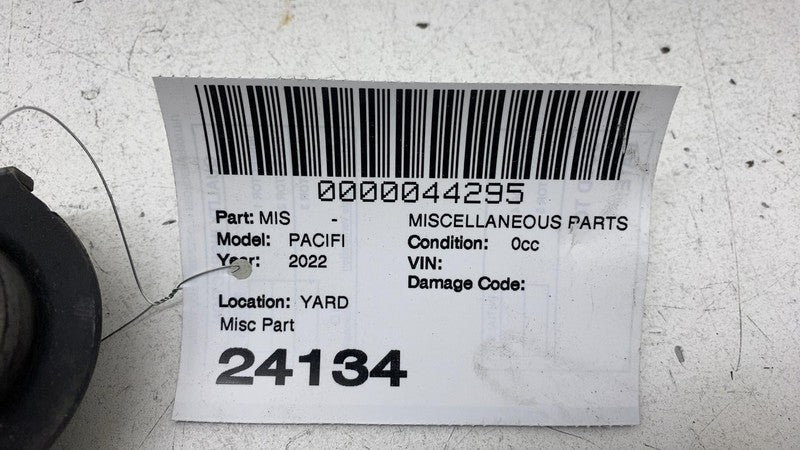 0000044295
Part: MIS - MISCELLANEOUS PARTS
Model: PACIFI Condition: 0cc
Year: 2022 VIN:
Damage Code:
Location: YARD
Misc Part
24134